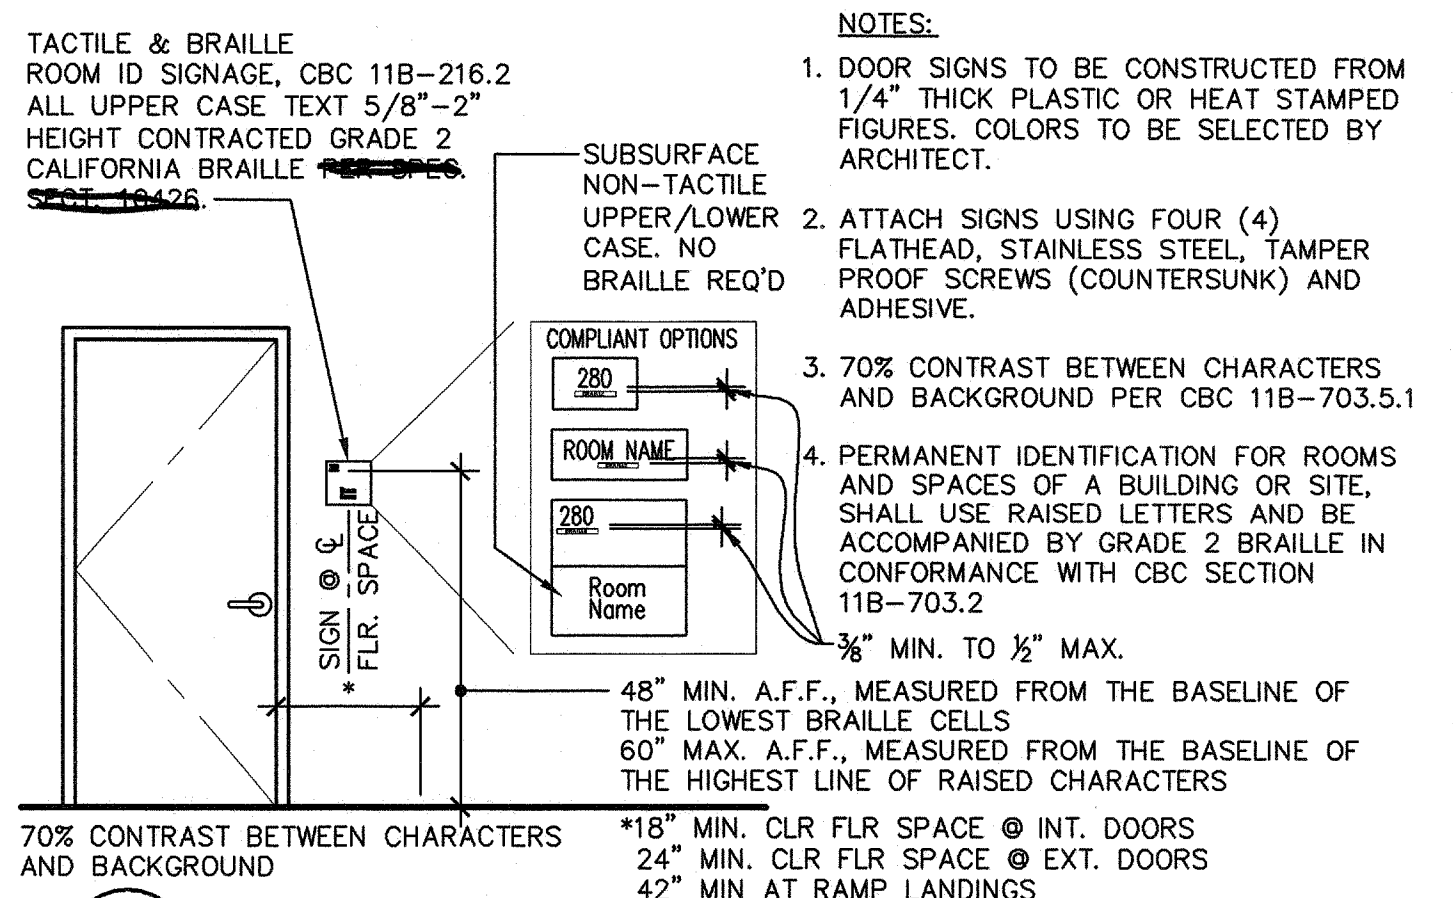 TACTILE & BRAILLE
ROOM ID SIGNAGE, CBC 11B-216.2
ALL UPPER CASE TEXT 5/8"-2"
HEIGHT CONTRACTED GRADE 2
CALIFORNIA BRAILLE PER SPEC.
SECT. 10426.
SUBSURFACE
NON-TACTILE
UPPER/LOWER
CASE. NO
BRAILLE REQ'D
COMPLIANT OPTIONS
280
BRAILLE
ROOM NAME
BRAILLE
280
BRAILLE
Room
Name
SIGN @ ℄
FLR. SPACE
*
NOTES:
1. DOOR SIGNS TO BE CONSTRUCTED FROM
1/4" THICK PLASTIC OR HEAT STAMPED
FIGURES. COLORS TO BE SELECTED BY
ARCHITECT.
2. ATTACH SIGNS USING FOUR (4)
FLATHEAD, STAINLESS STEEL, TAMPER
PROOF SCREWS (COUNTERSUNK) AND
ADHESIVE.
3. 70% CONTRAST BETWEEN CHARACTERS
AND BACKGROUND PER CBC 11B-703.5.1
4. PERMANENT IDENTIFICATION FOR ROOMS
AND SPACES OF A BUILDING OR SITE,
SHALL USE RAISED LETTERS AND BE
ACCOMPANIED BY GRADE 2 BRAILLE IN
CONFORMANCE WITH CBC SECTION
11B-703.2
3/8" MIN. TO 1/2" MAX.
48" MIN. A.F.F., MEASURED FROM THE BASELINE OF
THE LOWEST BRAILLE CELLS
60" MAX. A.F.F., MEASURED FROM THE BASELINE OF
THE HIGHEST LINE OF RAISED CHARACTERS
*18" MIN. CLR FLR SPACE @ INT. DOORS
24" MIN. CLR FLR SPACE @ EXT. DOORS
42" MIN AT RAMP LANDINGS
70% CONTRAST BETWEEN CHARACTERS
AND BACKGROUND